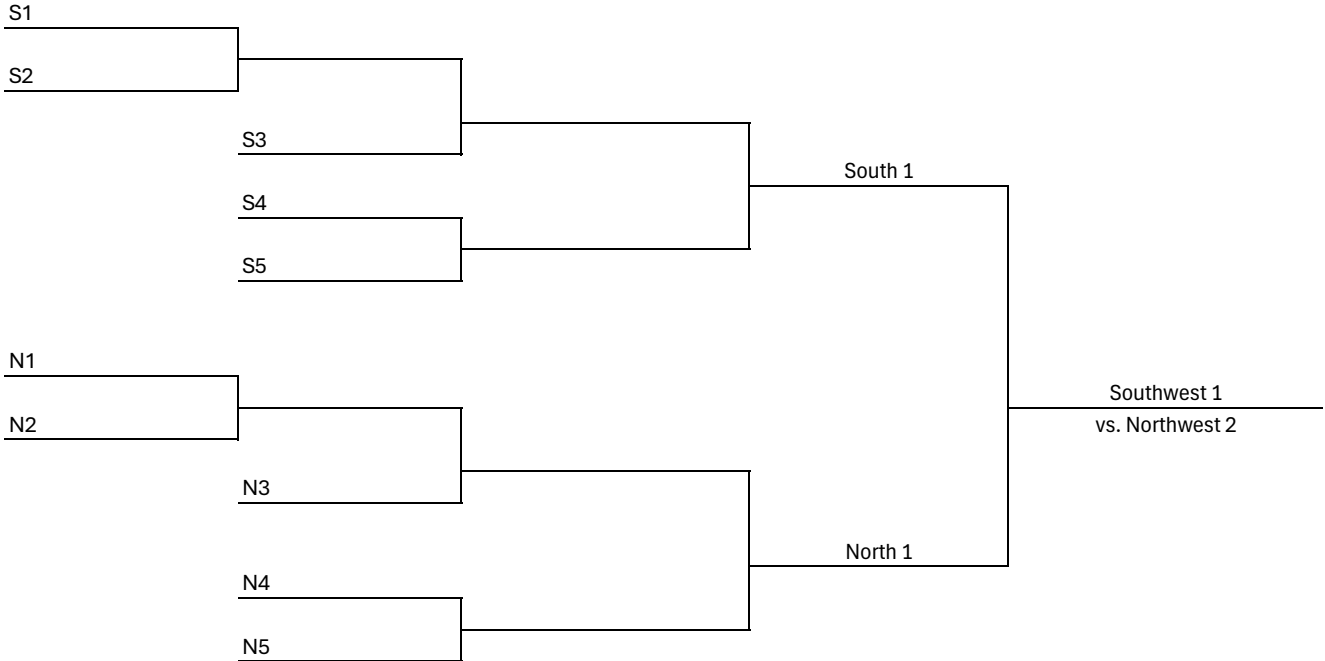 S1
S2
S3
South 1
S4
S5
N1
Southwest 1
N2
vs. Northwest 2
N3
North 1
N4
N5